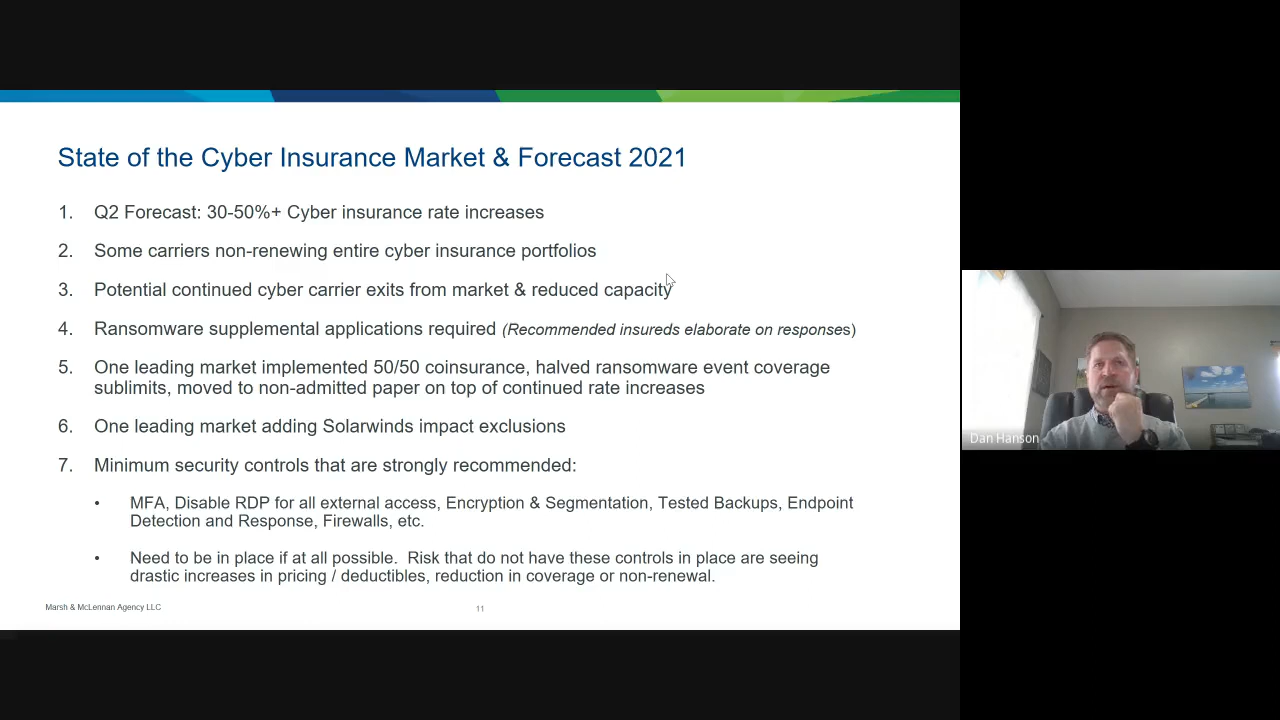 State of the Cyber Insurance Market & Forecast 2021
1. Q2 Forecast: 30-50%+ Cyber insurance rate increases
2. Some carriers non-renewing entire cyber insurance portfolios
3. Potential continued cyber carrier exits from market & reduced capacity
4. Ransomware supplemental applications required (Recommended insureds elaborate on responses)
5. One leading market implemented 50/50 coinsurance, halved ransomware event coverage
sublimits, moved to non-admitted paper on top of continued rate increases
6. One leading market adding Solarwinds impact exclusions
7. Minimum security controls that are strongly recommended:
• MFA, Disable RDP for all external access, Encryption & Segmentation, Tested Backups, Endpoint
Detection and Response, Firewalls, etc.
• Need to be in place if at all possible.  Risk that do not have these controls in place are seeing
drastic increases in pricing / deductibles, reduction in coverage or non-renewal.
Marsh & McLennan Agency LLC
11
Dan Hanson